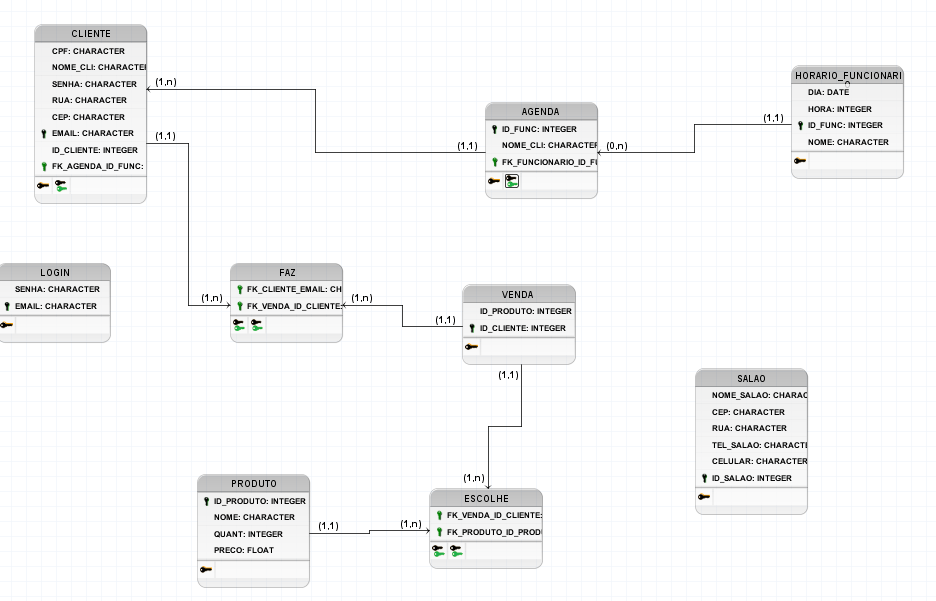 CLIENTE
CPF: CHARACTER
NOME_CLI: CHARACTER
SENHA: CHARACTER
RUA: CHARACTER
CEP: CHARACTER
EMAIL: CHARACTER
ID_CLIENTE: INTEGER
FK_AGENDA_ID_FUNC:
(1,n)
(1,1)
AGENDA
ID_FUNC: INTEGER
NOME_CLI: CHARACTER
FK_FUNCIONARIO_ID_FU
(1,1)
(0,n)
HORARIO_FUNCIONARI
O
DIA: DATE
HORA: INTEGER
ID_FUNC: INTEGER
NOME: CHARACTER
(1,1)
LOGIN
SENHA: CHARACTER
EMAIL: CHARACTER
FAZ
FK_CLIENTE_EMAIL: CH
FK_VENDA_ID_CLIENTE:
(1,n)
(1,n)
VENDA
ID_PRODUTO: INTEGER
ID_CLIENTE: INTEGER
(1,1)
(1,1)
SALAO
NOME_SALAO: CHARAC
CEP: CHARACTER
RUA: CHARACTER
TEL_SALAO: CHARACTE
CELULAR: CHARACTER
ID_SALAO: INTEGER
PRODUTO
ID_PRODUTO: INTEGER
NOME: CHARACTER
QUANT: INTEGER
PRECO: FLOAT
(1,1)
(1,n)
(1,n)
ESCOLHE
FK_VENDA_ID_CLIENTE:
FK_PRODUTO_ID_PRODU